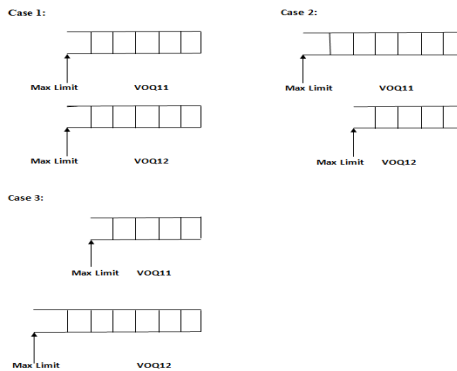 Case 1:
Max Limit VOQ11
Max Limit VOQ12
Case 2:
Max Limit VOQ11
Max Limit VOQ12
Case 3:
Max Limit VOQ11
Max Limit VOQ12